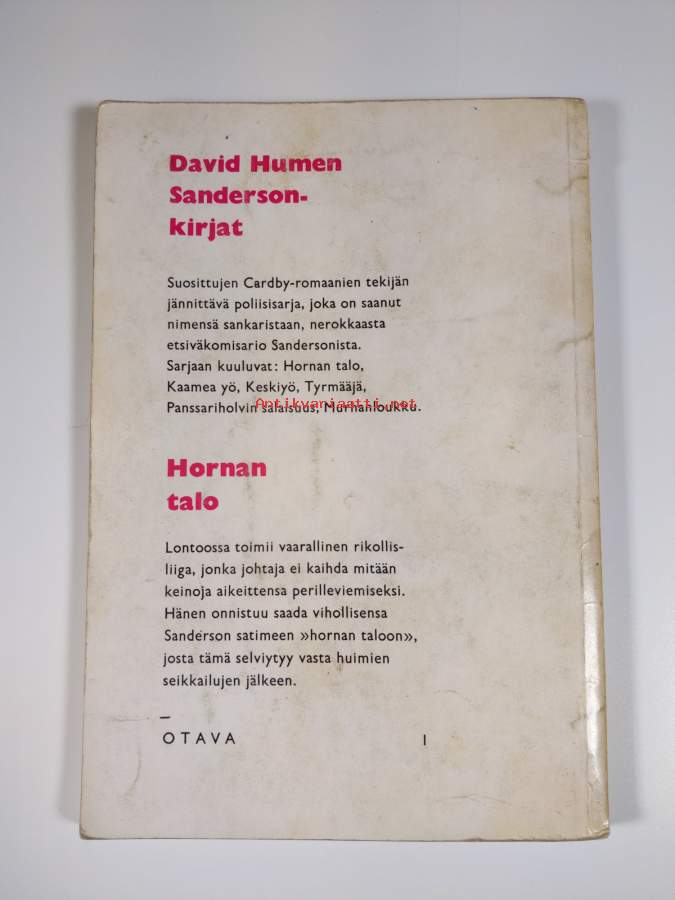 David Humen
Sanderson-
kirjat
Suosittujen Cardby-romaanien tekijän
jännittävä poliisisarja, joka on saanut
nimensä sankaristaan, nerokkaasta
etsiväkomisario Sandersonista.
Sarjaan kuuluvat: Hornan talo,
Kaamea yö, Keskiyö, Tyrmääjä,
Panssariholvin salaisuus, Murhanloukku.
Antikvariaatti.net
Hornan
talo
Lontoossa toimii vaarallinen rikollis-
liiga, jonka johtaja ei kaihda mitään
keinoja aikeittensa perilleviemiseksi.
Hänen onnistuu saada vihollisensa
Sanderson satimeen »hornan taloon»,
josta tämä selviytyy vasta huimien
seikkailujen jälkeen.
OTAVA 1